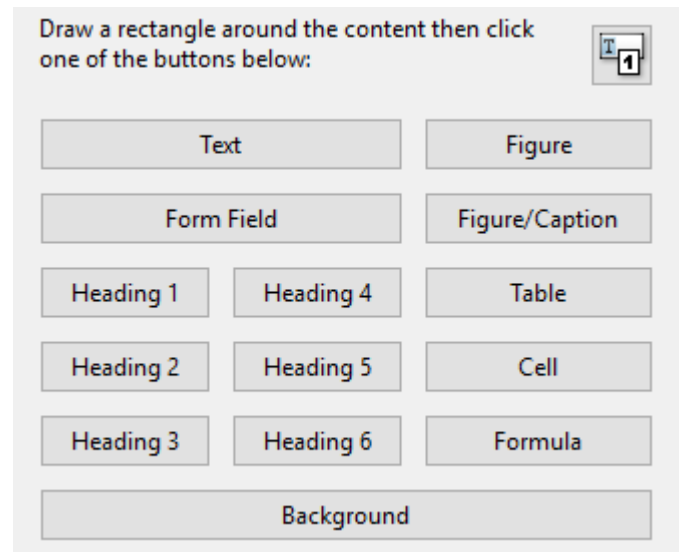 Draw a rectangle around the content then click
one of the buttons below:
T
1
Text
Figure
Form Field
Figure/Caption
Heading 1
Heading 4
Table
Heading 2
Heading 5
Cell
Heading 3
Heading 6
Formula
Background